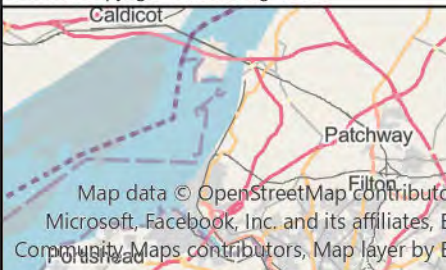 Caldicot
Patchway
Filton
Map data © OpenStreetMap contributo
Microsoft, Facebook, Inc. and its affiliates, E
Community Maps contributors, Map layer by E
Portishead